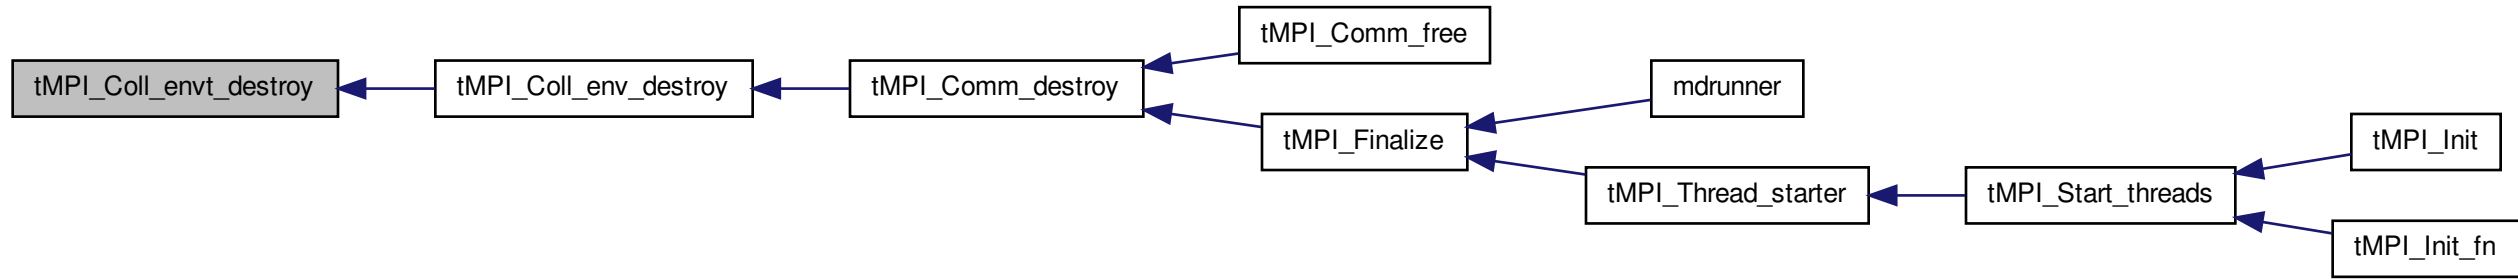 tMPI_Coll_envt_destroy
tMPI_Coll_env_destroy
tMPI_Comm_destroy
tMPI_Comm_free
tMPI_Finalize
mdrunner
tMPI_Thread_starter
tMPI_Start_threads
tMPI_Init
tMPI_Init_fn